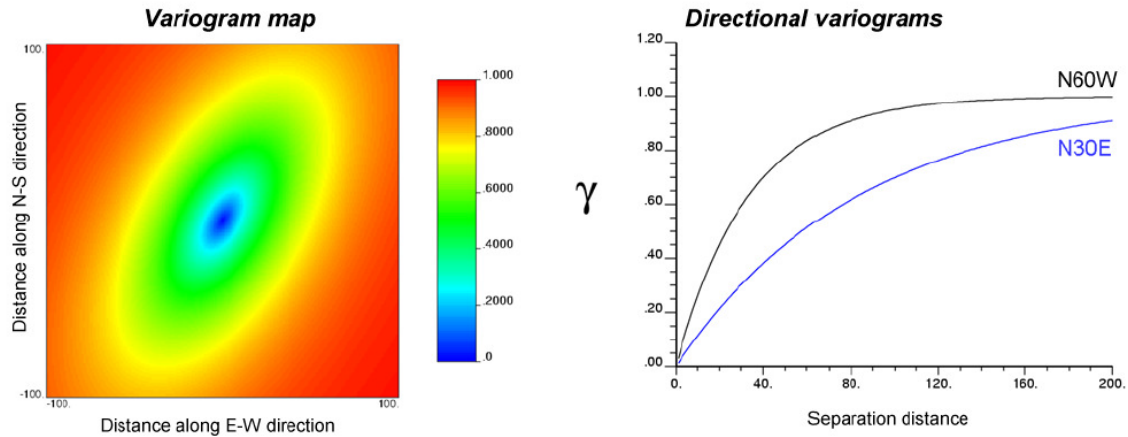 Variogram map
100.
Distance along N-S direction
-100.
-100.
100.
Distance along E-W direction
1.000
.8000
.6000
.4000
.2000
.0
Directional variograms
γ
1.20
1.00
.80
.60
.40
.20
.00
N60W
N30E
0.
40.
80.
120.
160.
200.
Separation distance